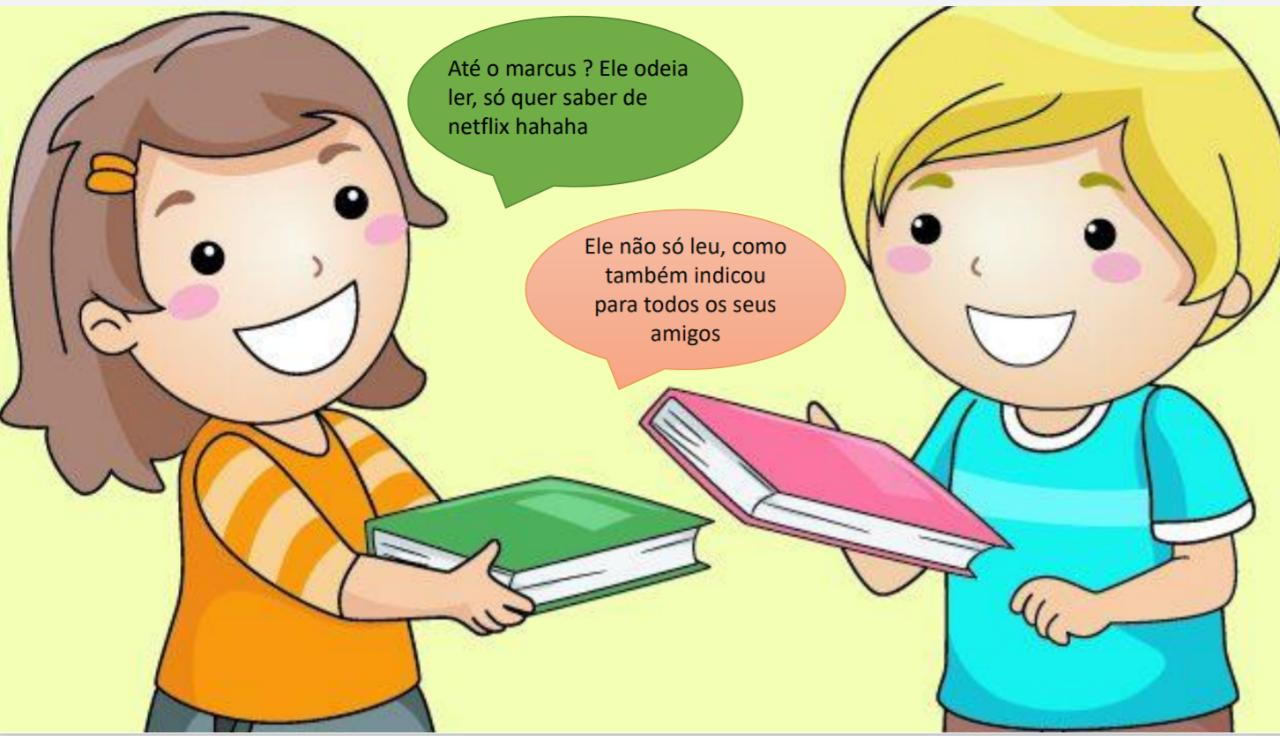 Até o marcus ? Ele odeia
ler, só quer saber de
netflix hahaha
Ele não só leu, como
também indicou
para todos os seus
amigos